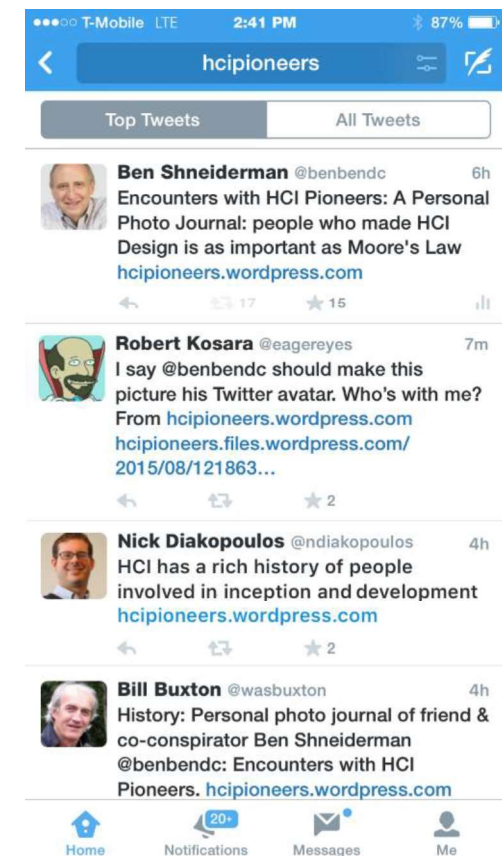 T-Mobile LTE 2:41 PM 87%
hcipioneers
Top Tweets All Tweets
Ben Shneiderman @benbendc 6h
Encounters with HCI Pioneers: A Personal
Photo Journal: people who made HCI
Design is as important as Moore's Law
hcipioneers.wordpress.com
17 15
Robert Kosara @eagereyes 7m
I say @benbendc should make this
picture his Twitter avatar. Who's with me?
From hcipioneers.wordpress.com
hcipioneers.files.wordpress.com/
2015/08/121863...
2
Nick Diakopoulos @ndiakopoulos 4h
HCI has a rich history of people
involved in inception and development
hcipioneers.wordpress.com
2
Bill Buxton @wasbuxton 4h
History: Personal photo journal of friend &
co-conspirator Ben Shneiderman
@benbendc: Encounters with HCI
Pioneers. hcipioneers.wordpress.com
20+
Home Notifications Messages Me